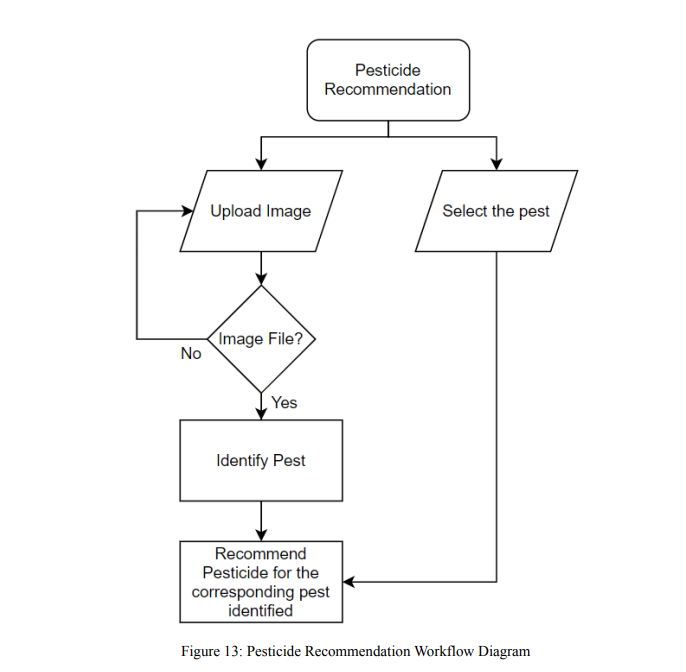 Pesticide
Recommendation
Upload Image
Select the pest
Image File?
No
Yes
Identify Pest
Recommend
Pesticide for the
corresponding pest
identified
Figure 13: Pesticide Recommendation Workflow Diagram